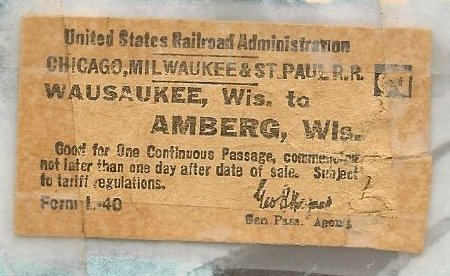 United States Railroad Administration
CHICAGO, MILWAUKEE & ST. PAUL R.R.
WAUSAUKEE, Wis. to
AMBERG, Wis.
Good for One Continuous Passage, commencing
not later than one day after date of sale. Subject
to tariff regulations.
Form L-40
Gen. Pass. Agent